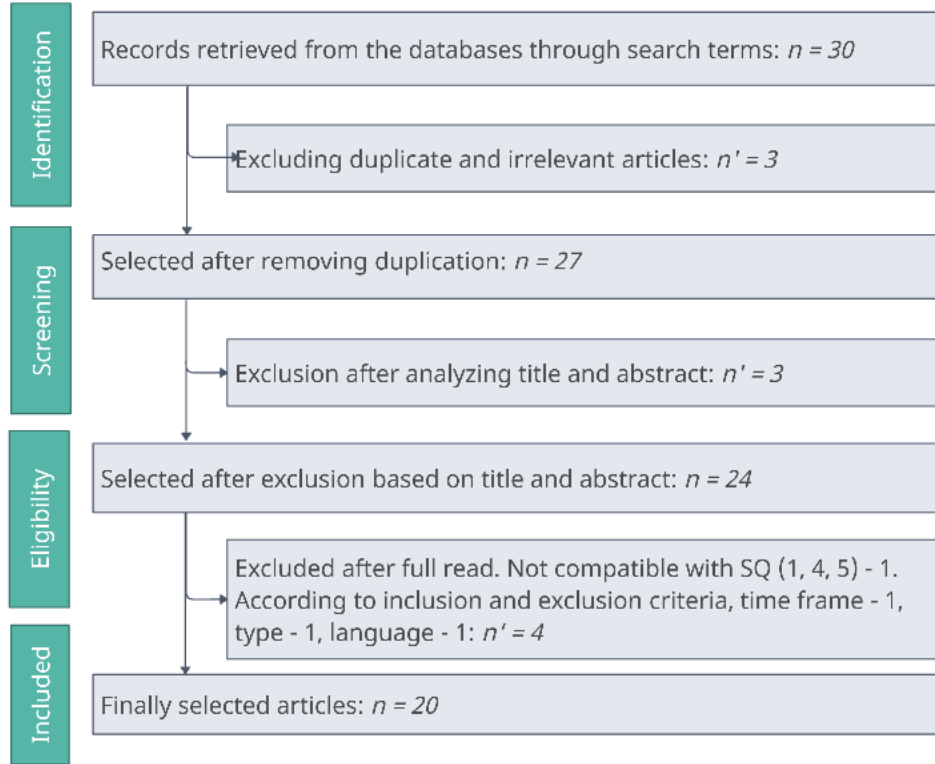 Identification
Records retrieved from the databases through search terms: n = 30
Excluding duplicate and irrelevant articles: n' = 3
Screening
Selected after removing duplication: n = 27
Exclusion after analyzing title and abstract: n' = 3
Eligibility
Selected after exclusion based on title and abstract: n = 24
Excluded after full read. Not compatible with SQ (1, 4, 5) - 1.
According to inclusion and exclusion criteria, time frame - 1,
type - 1, language - 1: n' = 4
Included
Finally selected articles: n = 20